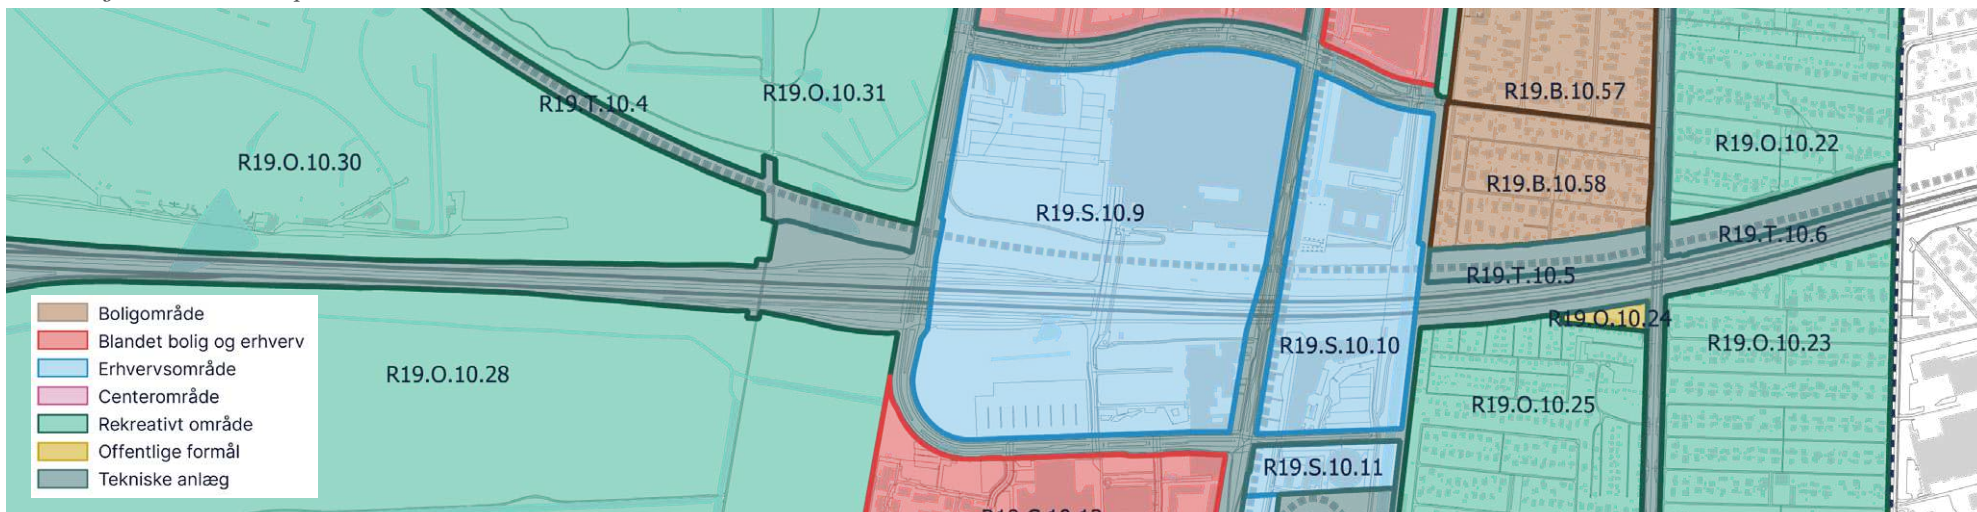 R19.T.10.4
R19.O.10.31
R19.B.10.57
R19.O.10.30
R19.O.10.22
R19.B.10.58
R19.S.10.9
R19.T.10.6
R19.T.10.5
R19.O.10.24
R19.S.10.10
R19.O.10.23
R19.O.10.28
R19.O.10.25
R19.S.10.11
Boligområde
Blandet bolig og erhverv
Erhvervsområde
Centerområde
Rekreativt område
Offentlige formål
Tekniske anlæg